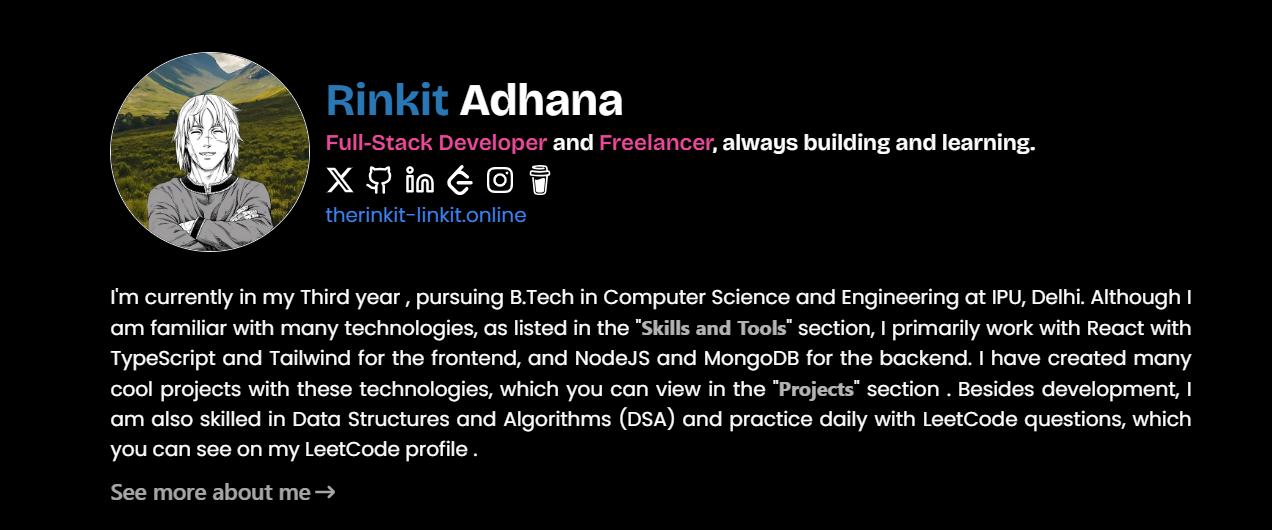 Rinkit Adhana
Full-Stack Developer and Freelancer, always building and learning.
therinkit-linkit.online
I'm currently in my Third year , pursuing B.Tech in Computer Science and Engineering at IPU, Delhi. Although I
am familiar with many technologies, as listed in the "Skills and Tools" section, I primarily work with React with
TypeScript and Tailwind for the frontend, and NodeJS and MongoDB for the backend. I have created many
cool projects with these technologies, which you can view in the "Projects" section . Besides development, I
am also skilled in Data Structures and Algorithms (DSA) and practice daily with LeetCode questions, which
you can see on my LeetCode profile .
See more about me →